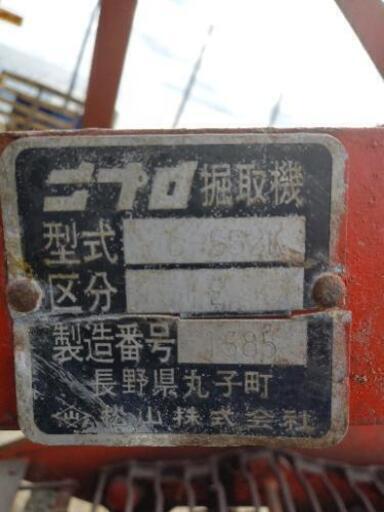 ニプロ掘取機
型式
区分
製造番号 1585
長野県丸子町
松山株式会社